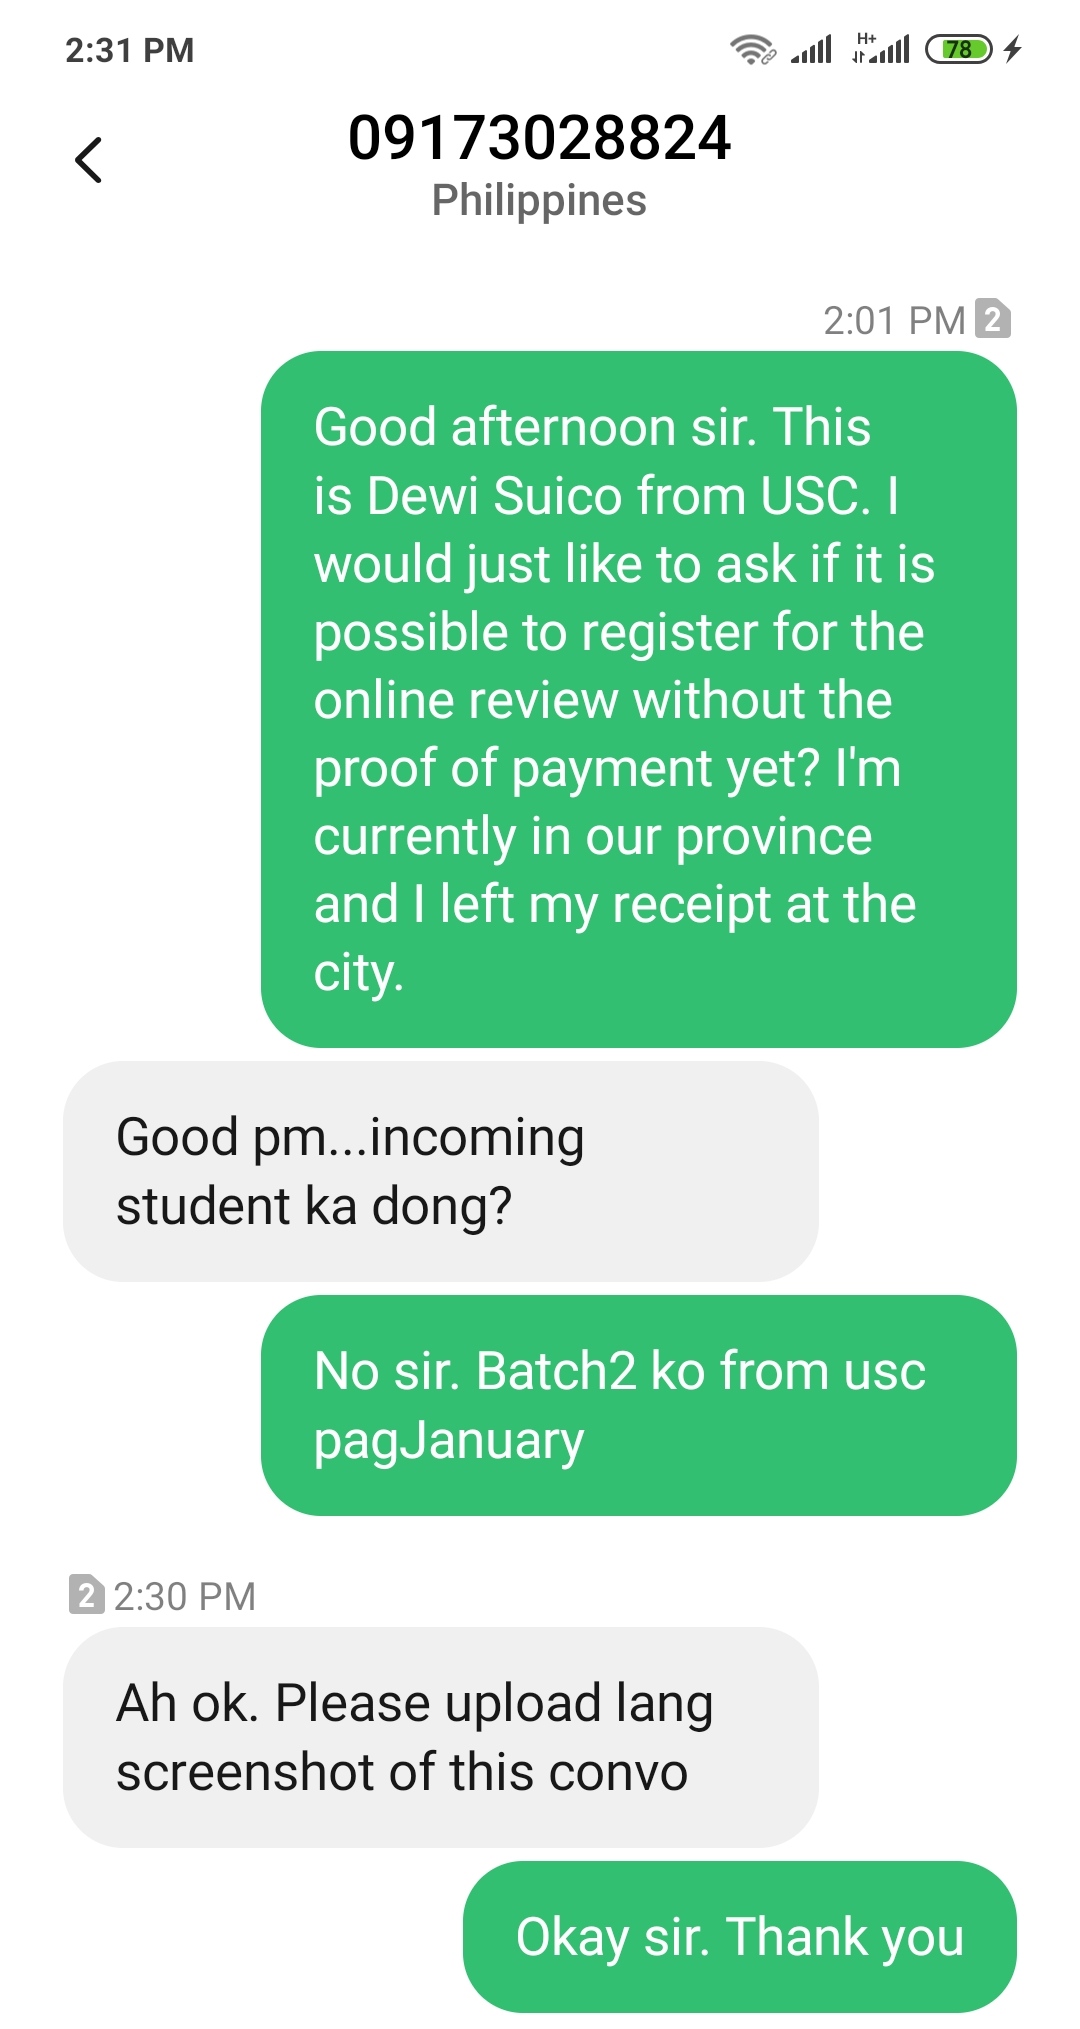 2:31 PM
H+
78
09173028824
Philippines
2:01 PM 2
Good afternoon sir. This
is Dewi Suico from USC. I
would just like to ask if it is
possible to register for the
online review without the
proof of payment yet? I'm
currently in our province
and I left my receipt at the
city.
Good pm...incoming
student ka dong?
No sir. Batch2 ko from usc
pagJanuary
2 2:30 PM
Ah ok. Please upload lang
screenshot of this convo
Okay sir. Thank you